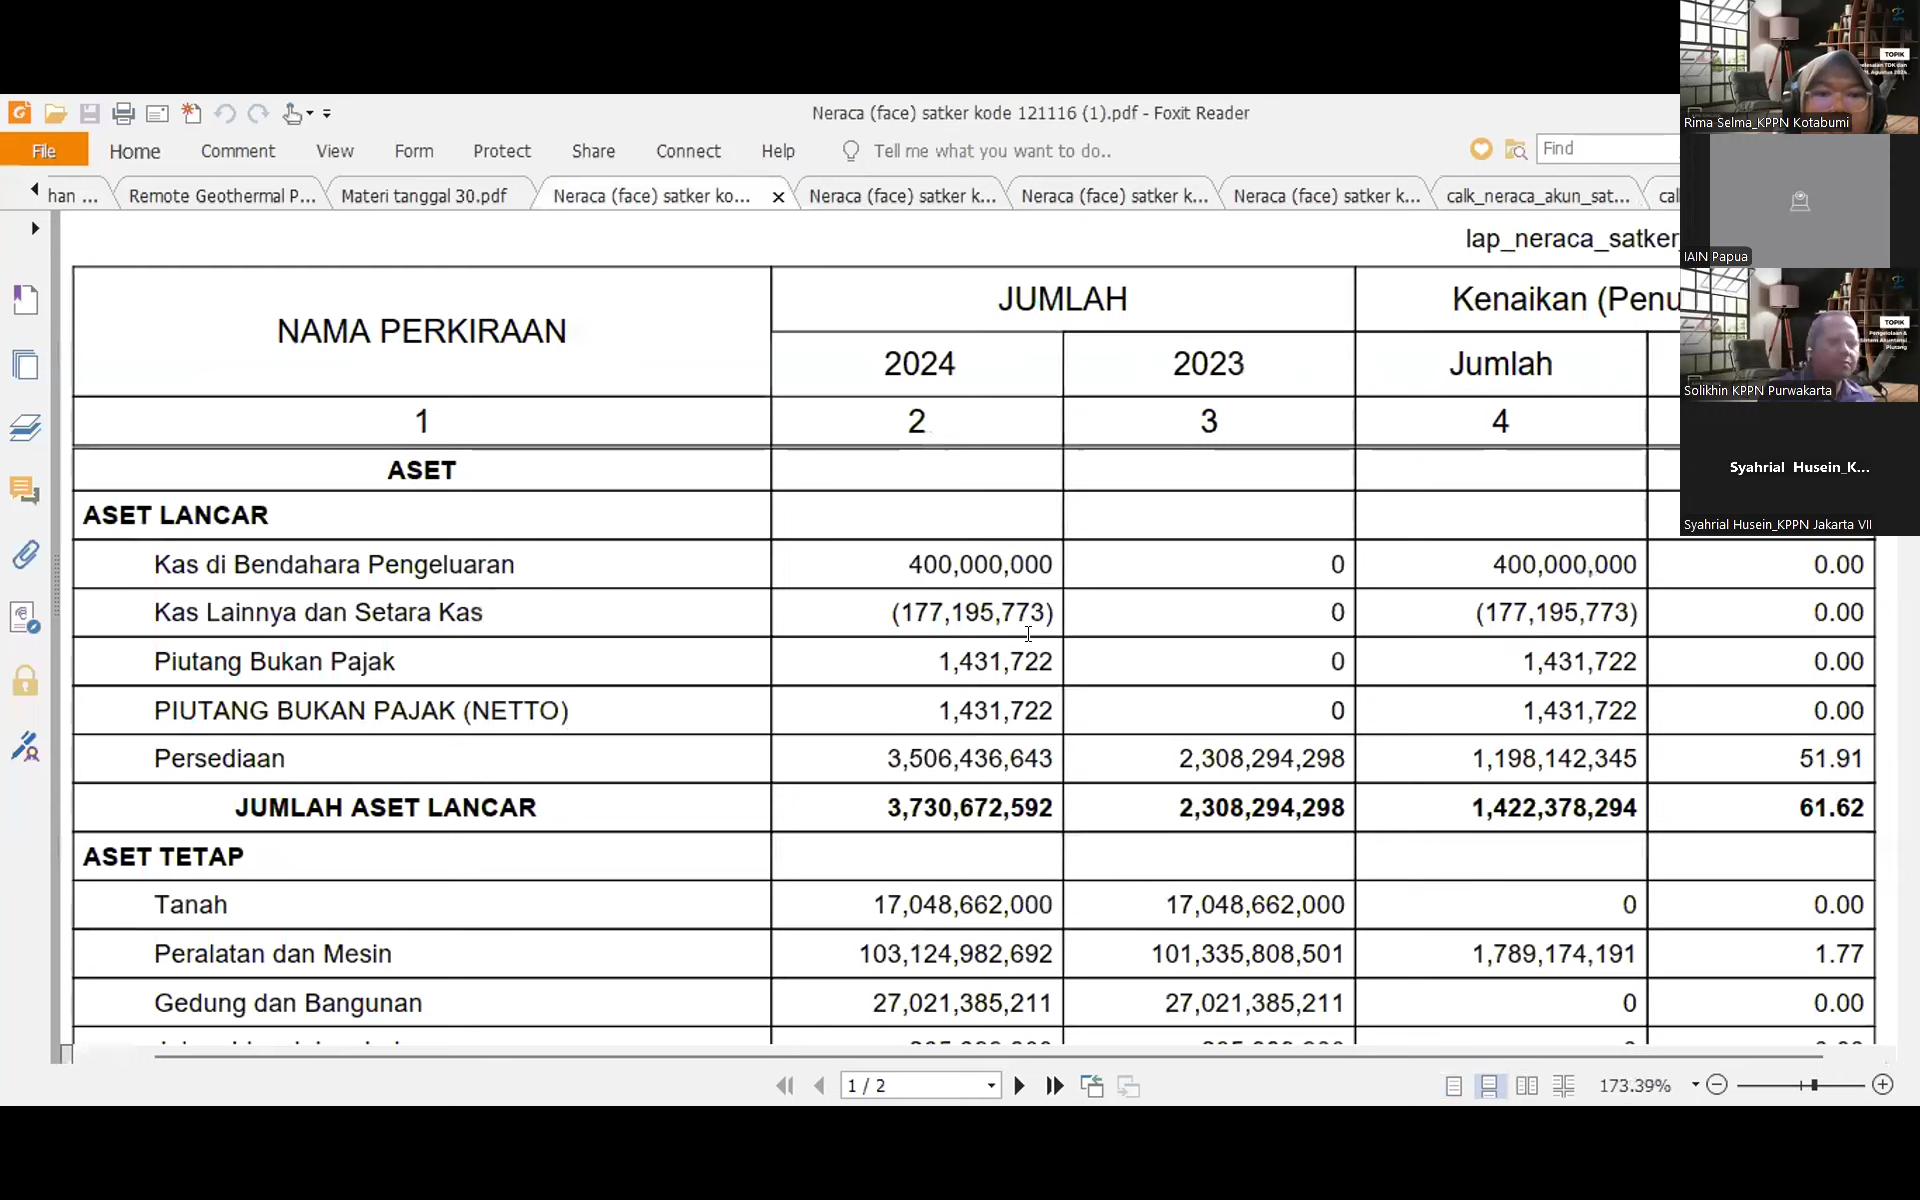 Neraca (face) satker kode 121116 (1).pdf - Foxit Reader
File Home Comment View Form Protect Share Connect Help Tell me what you want to do.. Find
han ... Remote Geothermal P... Materi tanggal 30.pdf Neraca (face) satker ko... Neraca (face) satker k... Neraca (face) satker k... Neraca (face) satker k... calk_neraca_akun_sat... cal
lap_neraca_satker
NAMA PERKIRAAN JUMLAH Kenaikan (Penu
2024 2023 Jumlah
1 2 3 4
ASET
ASET LANCAR
Kas di Bendahara Pengeluaran 400,000,000 0 400,000,000 0.00
Kas Lainnya dan Setara Kas (177,195,773) 0 (177,195,773) 0.00
Piutang Bukan Pajak 1,431,722 0 1,431,722 0.00
PIUTANG BUKAN PAJAK (NETTO) 1,431,722 0 1,431,722 0.00
Persediaan 3,506,436,643 2,308,294,298 1,198,142,345 51.91
JUMLAH ASET LANCAR 3,730,672,592 2,308,294,298 1,422,378,294 61.62
ASET TETAP
Tanah 17,048,662,000 17,048,662,000 0 0.00
Peralatan dan Mesin 103,124,982,692 101,335,808,501 1,789,174,191 1.77
Gedung dan Bangunan 27,021,385,211 27,021,385,211 0 0.00
1 / 2 173.39%
TOPIK
Rima Selma_KPPN Kotabumi
IAIN Papua
TOPIK
Pengelolaan &
Sistem Akuntansi
Piutang
Solikhin KPPN Purwakarta
Syahrial Husein_K...
Syahrial Husein_KPPN Jakarta VII